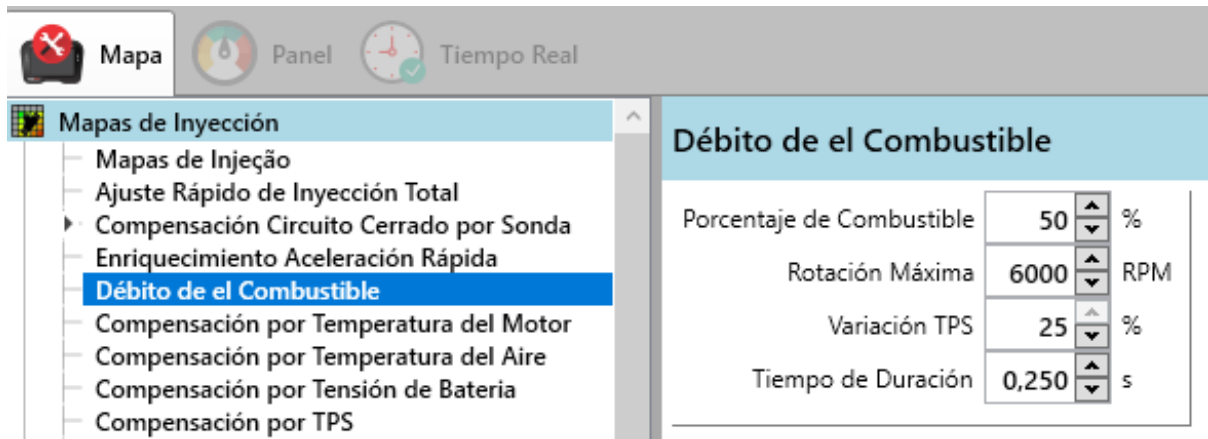 Mapa Panel Tiempo Real
Mapas de Inyección
Mapas de Injeção
Ajuste Rápido de Inyección Total
Compensación Circuito Cerrado por Sonda
Enriquecimiento Aceleración Rápida
Débito de el Combustible
Compensación por Temperatura del Motor
Compensación por Temperatura del Aire
Compensación por Tensión de Bateria
Compensación por TPS
Débito de el Combustible
Porcentaje de Combustible 50 %
Rotación Máxima 6000 RPM
Variación TPS 25 %
Tiempo de Duración 0,250 s